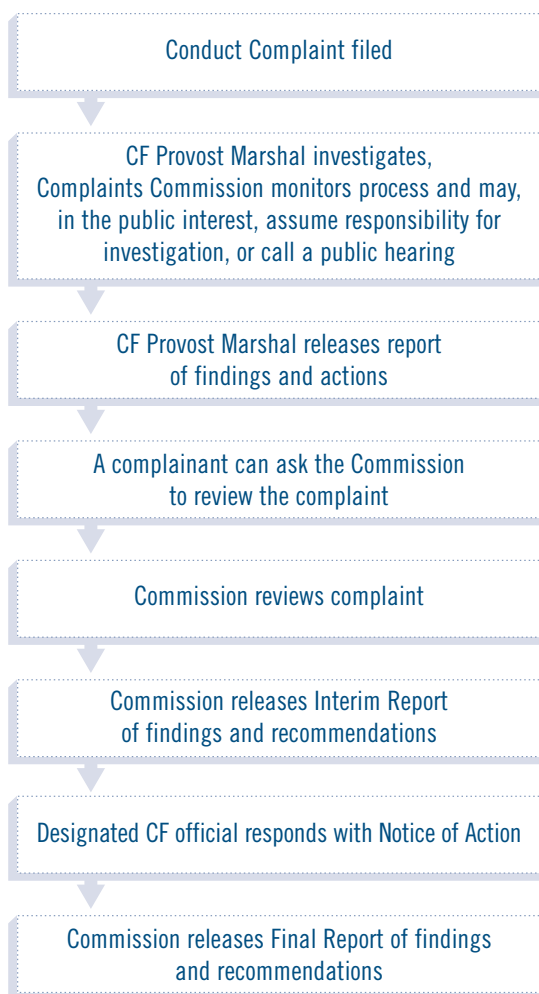 Conduct Complaint filed
CF Provost Marshal investigates,
Complaints Commission monitors process and may,
in the public interest, assume responsibility for
investigation, or call a public hearing
CF Provost Marshal releases report
of findings and actions
A complainant can ask the Commission
to review the complaint
Commission reviews complaint
Commission releases Interim Report
of findings and recommendations
Designated CF official responds with Notice of Action
Commission releases Final Report of findings
and recommendations